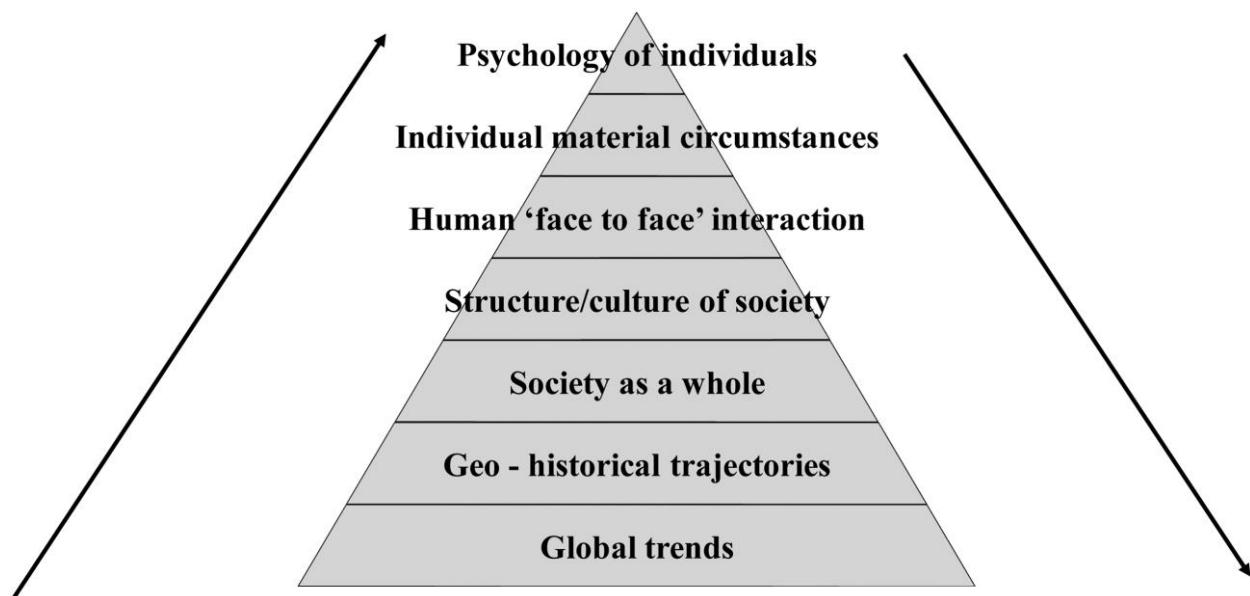 Psychology of individuals
Individual material circumstances
Human ‘face to face’ interaction
Structure/culture of society
Society as a whole
Geo - historical trajectories
Global trends